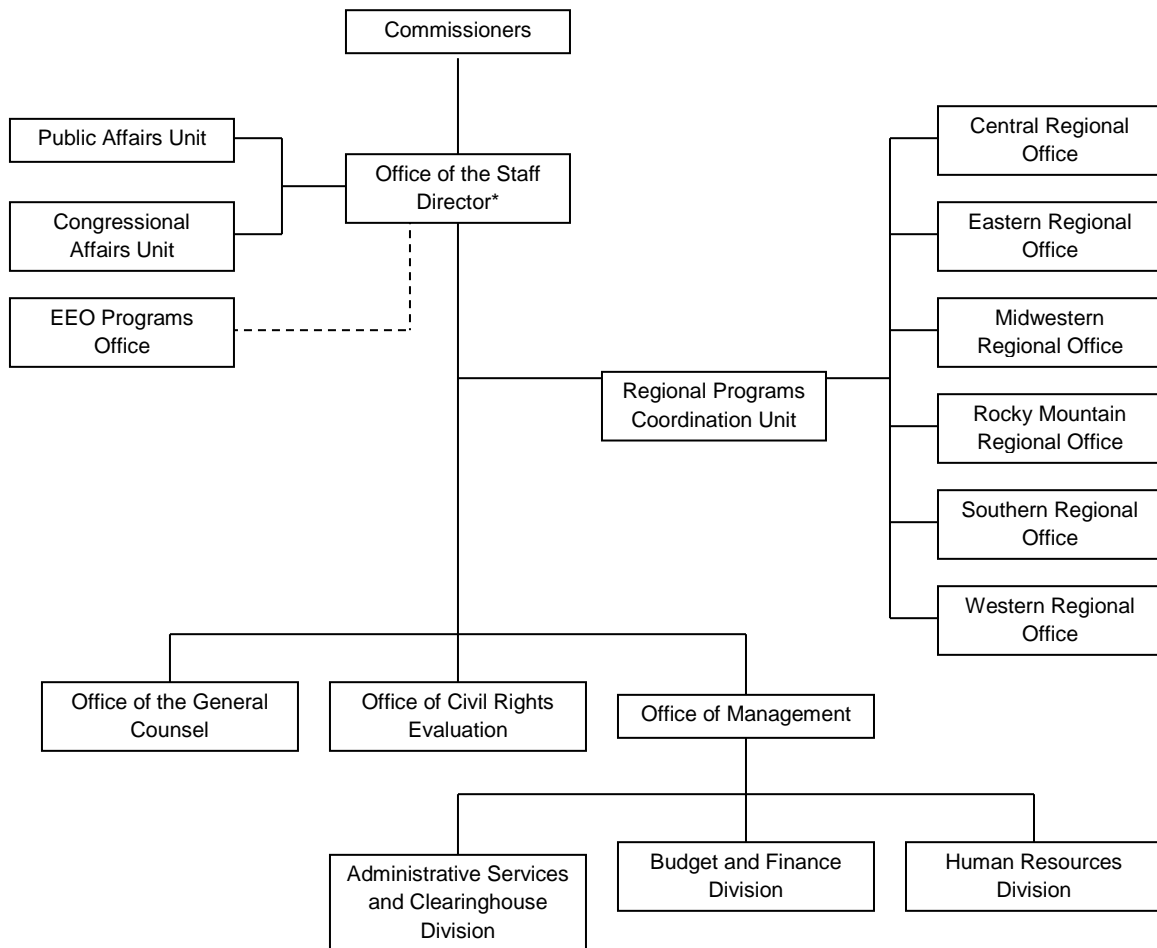 Commissioners
Public Affairs Unit
Office of the Staff
Director*
Congressional
Affairs Unit
EEO Programs
Office
Regional Programs
Coordination Unit
Central Regional
Office
Eastern Regional
Office
Midwestern
Regional Office
Rocky Mountain
Regional Office
Southern Regional
Office
Western Regional
Office
Office of the General
Counsel
Office of Civil Rights
Evaluation
Office of Management
Administrative Services
and Clearinghouse
Division
Budget and Finance
Division
Human Resources
Division